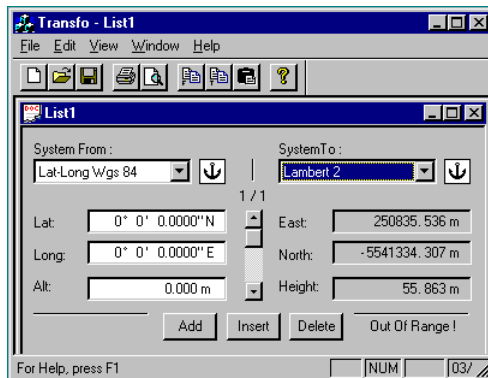 Transfo - List1
File Edit View Window Help
DOC List1
System From :
SystemTo :
Lat-Long Wgs 84
Lambert 2
1 / 1
Lat: 0° 0' 0.0000" N East: 250835.536 m
Long: 0° 0' 0.0000" E North: -5541334.307 m
Alt: 0.000 m Height: 55.863 m
Add Insert Delete Out Of Range !
For Help, press F1 NUM 03/